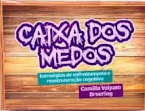 CAIXA DOS
MEDOS
Estratégias de enfrentamento e
reestruturação cognitiva
Camilla Volpato
Broering